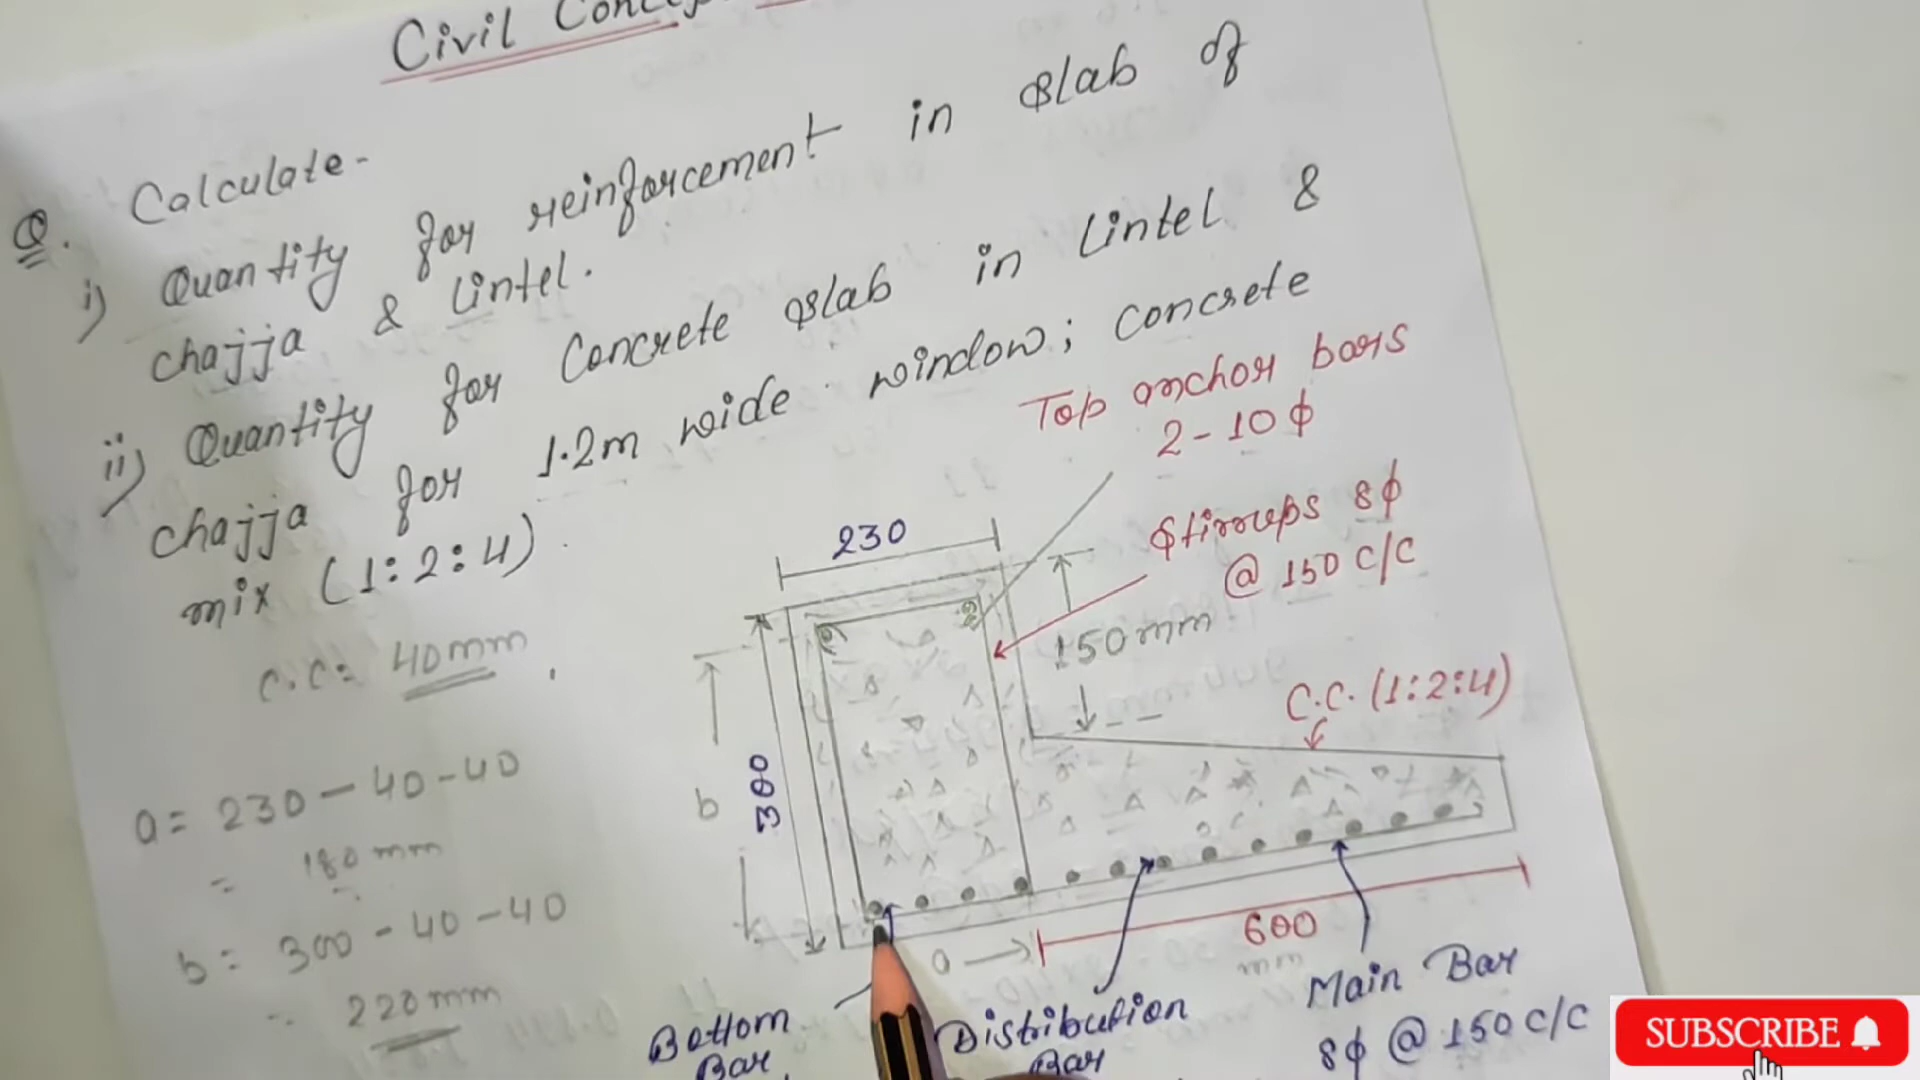 Civil
Q. Calculate-
i) Quantity for reinforcement in slab of
chajja & Lintel.
ii) Quantity for Concrete slab in Lintel &
chajja for 1.2m wide window; concrete
mix (1:2:4).
C.C= 40mm
Top anchor bars
2-10ϕ
Stirrups 8ϕ
@ 150 C/C
230
150mm
C.C. (1:2:4)
b
300
a = 230 - 40 - 40
= 180 mm
b = 300 - 40 - 40
= 220mm
a →
600
mm
Bottom
Bar
Distribution
Bar
Main Bar
8ϕ @ 150 C/C
SUBSCRIBE